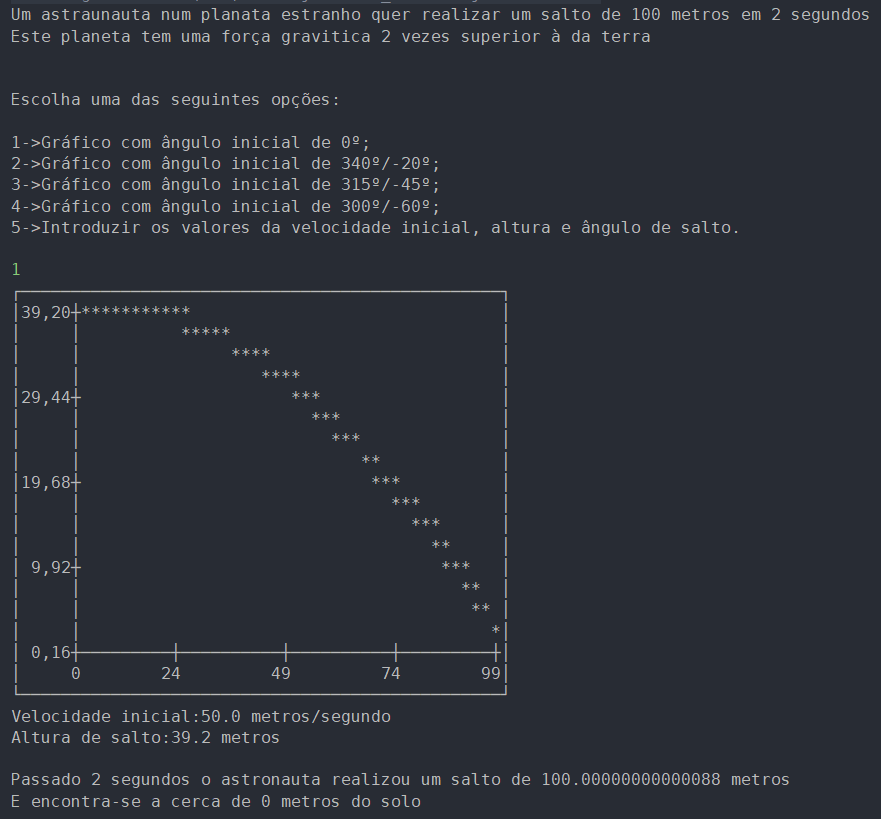 Um astraunauta num planata estranho quer realizar um salto de 100 metros em 2 segundos
Este planeta tem uma força gravitica 2 vezes superior à da terra
Escolha uma das seguintes opções:
1->Gráfico com ângulo inicial de 0º;
2->Gráfico com ângulo inicial de 340º/-20º;
3->Gráfico com ângulo inicial de 315º/-45º;
4->Gráfico com ângulo inicial de 300º/-60º;
5->Introduzir os valores da velocidade inicial, altura e ângulo de salto.
1
39,20┼***********
*****
****
****
29,44┼ ***
***
***
**
19,68┼ ***
***
***
**
9,92┼ ***
**
**
*
0,16
0 24 49 74 99
Velocidade inicial:50.0 metros/segundo
Altura de salto:39.2 metros
Passado 2 segundos o astronauta realizou um salto de 100.00000000000088 metros
E encontra-se a cerca de 0 metros do solo